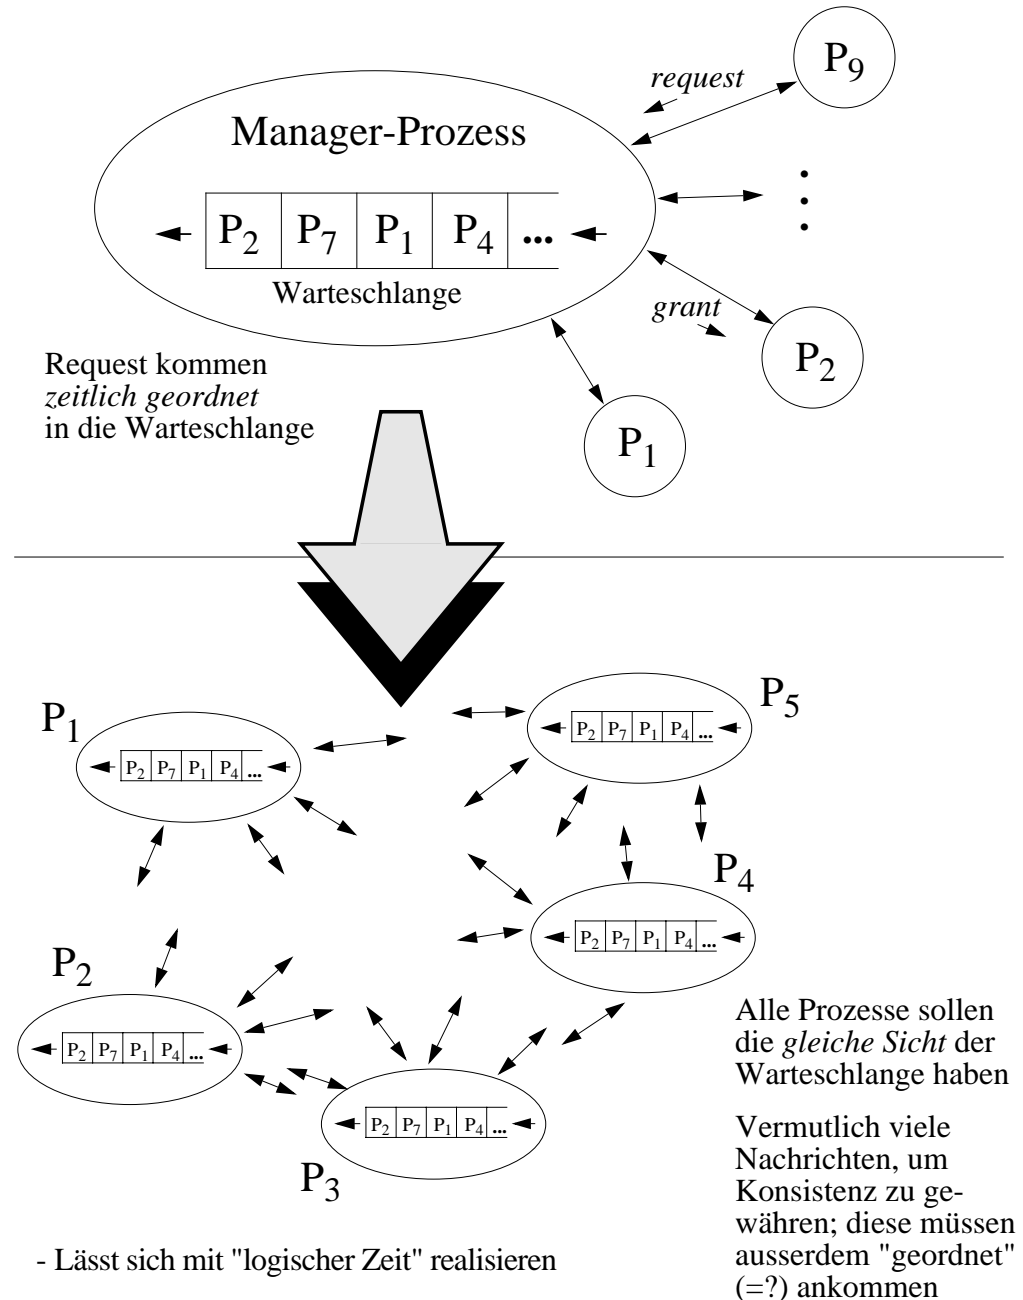 P9
request
Manager-Prozess
P2 P7 P1 P4 ...
Warteschlange
grant
P2
Request kommen
zeitlich geordnet
in die Warteschlange
P1
P1
P2 P7 P1 P4 ...
P5
P2 P7 P1 P4 ...
P4
P2 P7 P1 P4 ...
P2
P2 P7 P1 P4 ...
P3
P2 P7 P1 P4 ...
Alle Prozesse sollen
die gleiche Sicht der
Warteschlange haben
Vermutlich viele
Nachrichten, um
Konsistenz zu ge-
währen; diese müssen
ausserdem "geordnet"
(=?) ankommen
- Lässt sich mit "logischer Zeit" realisieren